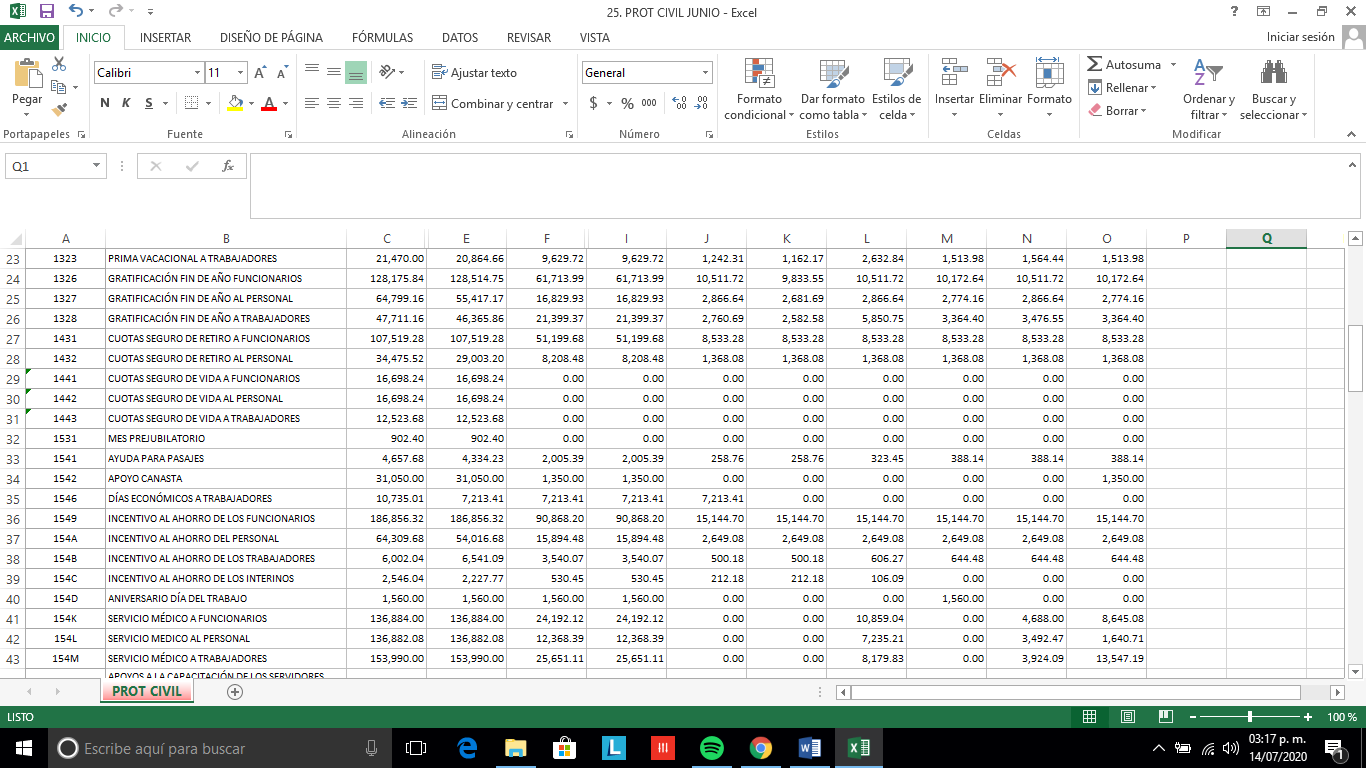 25. PROT CIVIL JUNIO - Excel
ARCHIVO INICIO INSERTAR DISEÑO DE PÁGINA FÓRMULAS DATOS REVISAR VISTA Iniciar sesión
Pegar
Calibri 11
N K S
Ajustar texto
Combinar y centrar
General
$ % 000
Formato condicional
Dar formato como tabla
Estilos de celda
Insertar Eliminar Formato
Autosuma
Rellenar
Borrar
Ordenar y filtrar
Buscar y seleccionar
Portapapeles Fuente Alineación Número Estilos Celdas Modificar
Q1 fx
A B C E F I J K L M N O P Q
23 1323 PRIMA VACACIONAL A TRABAJADORES 21,470.00 20,864.66 9,629.72 9,629.72 1,242.31 1,162.17 2,632.84 1,513.98 1,564.44 1,513.98
24 1326 GRATIFICACIÓN FIN DE AÑO FUNCIONARIOS 128,175.84 128,514.75 61,713.99 61,713.99 10,511.72 9,833.55 10,511.72 10,172.64 10,511.72 10,172.64
25 1327 GRATIFICACIÓN FIN DE AÑO AL PERSONAL 64,799.16 55,417.17 16,829.93 16,829.93 2,866.64 2,681.69 2,866.64 2,774.16 2,866.64 2,774.16
26 1328 GRATIFICACIÓN FIN DE AÑO A TRABAJADORES 47,711.16 46,365.86 21,399.37 21,399.37 2,760.69 2,582.58 5,850.75 3,364.40 3,476.55 3,364.40
27 1431 CUOTAS SEGURO DE RETIRO A FUNCIONARIOS 107,519.28 107,519.28 51,199.68 51,199.68 8,533.28 8,533.28 8,533.28 8,533.28 8,533.28 8,533.28
28 1432 CUOTAS SEGURO DE RETIRO AL PERSONAL 34,475.52 29,003.20 8,208.48 8,208.48 1,368.08 1,368.08 1,368.08 1,368.08 1,368.08 1,368.08
29 1441 CUOTAS SEGURO DE VIDA A FUNCIONARIOS 16,698.24 16,698.24 0.00 0.00 0.00 0.00 0.00 0.00 0.00 0.00
30 1442 CUOTAS SEGURO DE VIDA AL PERSONAL 16,698.24 16,698.24 0.00 0.00 0.00 0.00 0.00 0.00 0.00 0.00
31 1443 CUOTAS SEGURO DE VIDA A TRABAJADORES 12,523.68 12,523.68 0.00 0.00 0.00 0.00 0.00 0.00 0.00 0.00
32 1531 MES PREJUBILATORIO 902.40 902.40 0.00 0.00 0.00 0.00 0.00 0.00 0.00 0.00
33 1541 AYUDA PARA PASAJES 4,657.68 4,334.23 2,005.39 2,005.39 258.76 258.76 323.45 388.14 388.14 388.14
34 1542 APOYO CANASTA 31,050.00 31,050.00 1,350.00 1,350.00 0.00 0.00 0.00 0.00 0.00 1,350.00
35 1546 DÍAS ECONÓMICOS A TRABAJADORES 10,735.01 7,213.41 7,213.41 7,213.41 7,213.41 0.00 0.00 0.00 0.00 0.00
36 1549 INCENTIVO AL AHORRO DE LOS FUNCIONARIOS 186,856.32 186,856.32 90,868.20 90,868.20 15,144.70 15,144.70 15,144.70 15,144.70 15,144.70 15,144.70
37 154A INCENTIVO AL AHORRO DEL PERSONAL 64,309.68 54,016.68 15,894.48 15,894.48 2,649.08 2,649.08 2,649.08 2,649.08 2,649.08 2,649.08
38 154B INCENTIVO AL AHORRO DE LOS TRABAJADORES 6,002.04 6,541.09 3,540.07 3,540.07 500.18 500.18 606.27 644.48 644.48 644.48
39 154C INCENTIVO AL AHORRO DE LOS INTERINOS 2,546.04 2,227.77 530.45 530.45 212.18 212.18 106.09 0.00 0.00 0.00
40 154D ANIVERSARIO DÍA DEL TRABAJO 1,560.00 1,560.00 1,560.00 1,560.00 0.00 0.00 0.00 1,560.00 0.00 0.00
41 154K SERVICIO MÉDICO A FUNCIONARIOS 136,884.00 136,884.00 24,192.12 24,192.12 0.00 0.00 10,859.04 0.00 4,688.00 8,645.08
42 154L SERVICIO MEDICO AL PERSONAL 136,882.08 136,882.08 12,368.39 12,368.39 0.00 0.00 7,235.21 0.00 3,492.47 1,640.71
43 154M SERVICIO MÉDICO A TRABAJADORES 153,990.00 153,990.00 25,651.11 25,651.11 0.00 0.00 8,179.83 0.00 3,924.09 13,547.19
APOYOS A LA CAPACITACIÓN DE LOS SERVIDORES
PROT CIVIL
LISTO 100 %
Escribe aquí para buscar
03:17 p. m.
14/07/2020
1